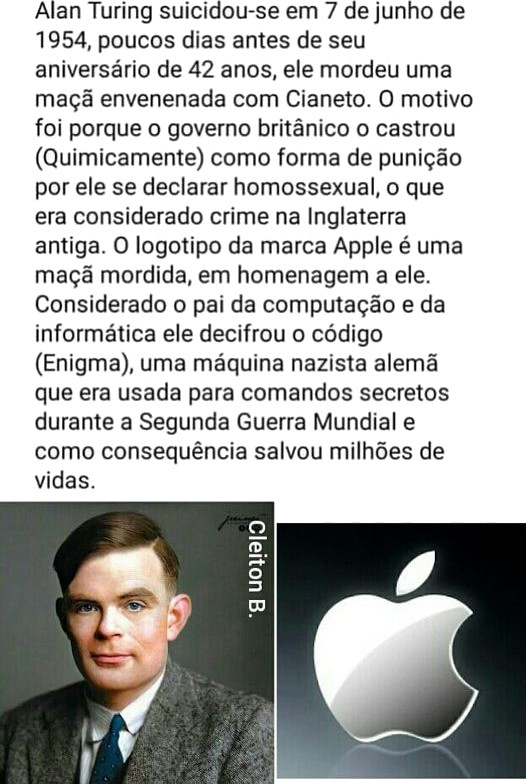 Alan Turing suicidou-se em 7 de junho de
1954, poucos dias antes de seu
aniversário de 42 anos, ele mordeu uma
maçã envenenada com Cianeto. O motivo
foi porque o governo britânico o castrou
(Quimicamente) como forma de punição
por ele se declarar homossexual, o que
era considerado crime na Inglaterra
antiga. O logotipo da marca Apple é uma
maçã mordida, em homenagem a ele.
Considerado o pai da computação e da
informática ele decifrou o código
(Enigma), uma máquina nazista alemã
que era usada para comandos secretos
durante a Segunda Guerra Mundial e
como consequência salvou milhões de
vidas.
Cleiton B.